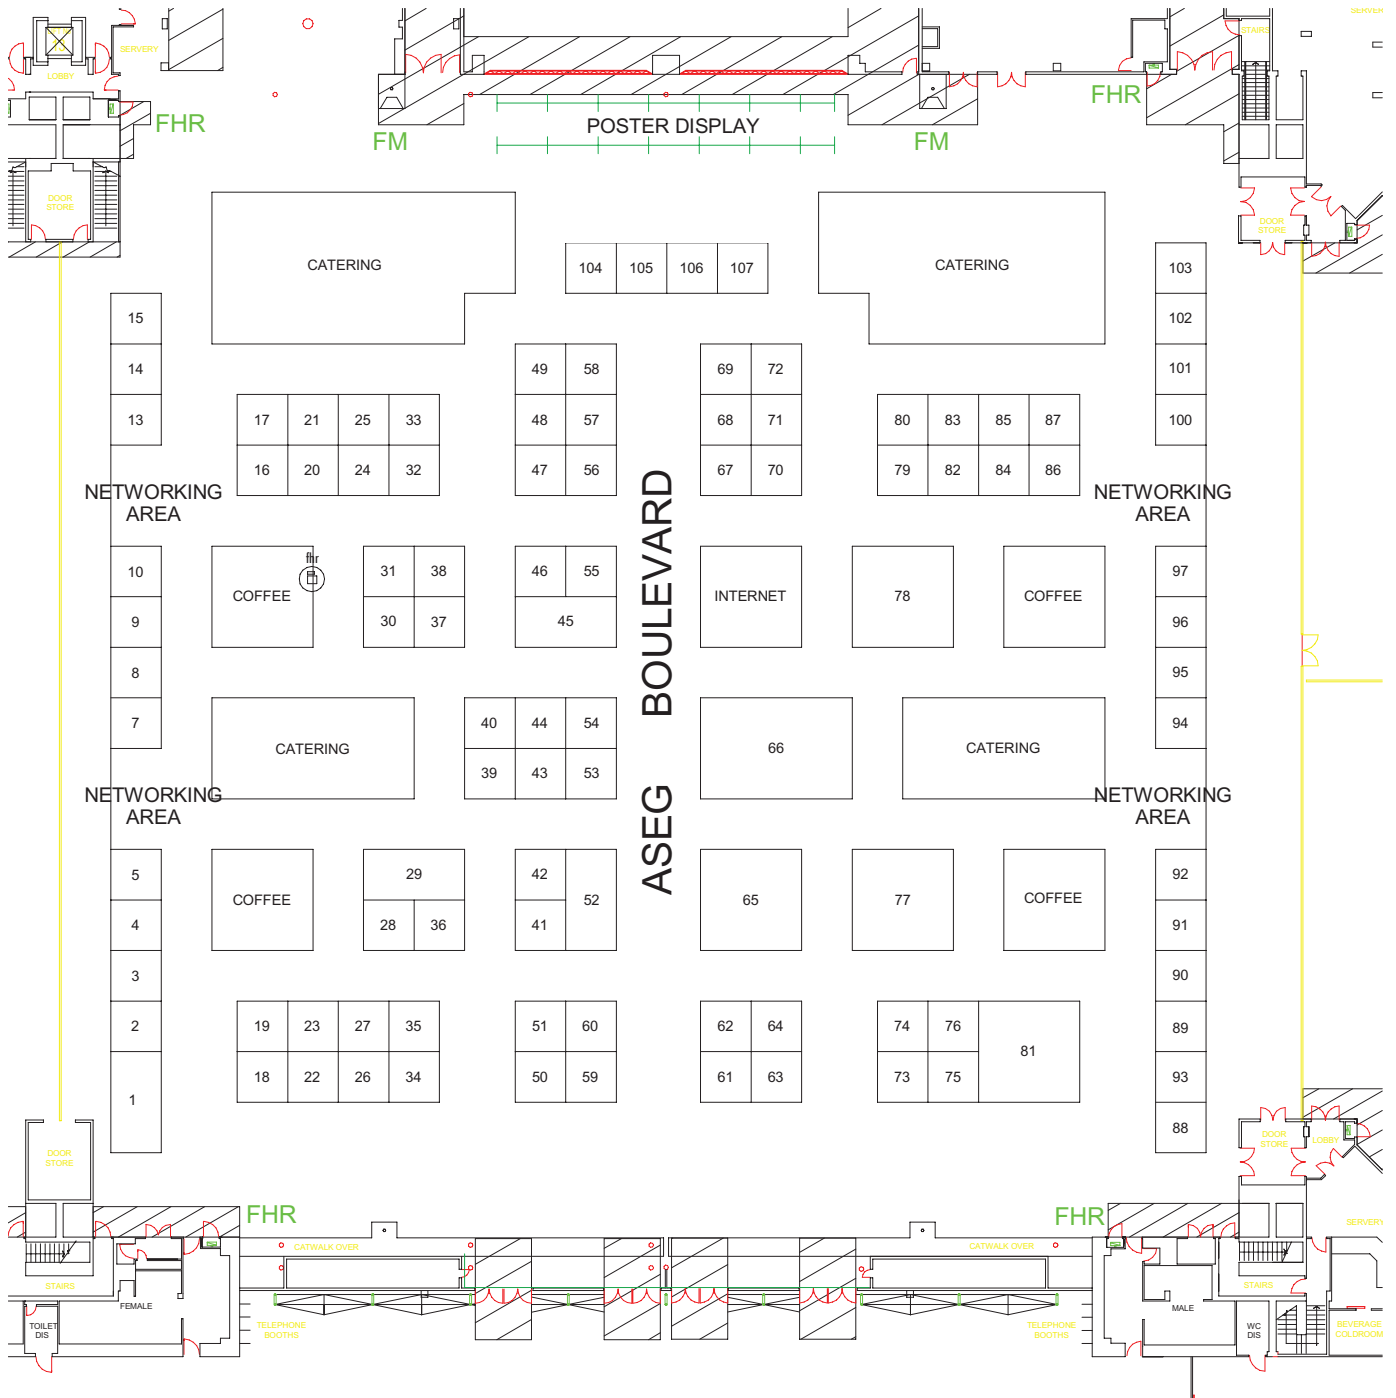 SERVERY
SERVERY
STAIRS
LOBBY
FHR
FHR
FM
POSTER DISPLAY
FM
DOOR
STORE
DOOR
STORE
CATERING
104 105 106 107
CATERING
103
15
102
14
49 58
69 72
101
13
17 21 25 33
48 57
68 71
80 83 85 87
100
16 20 24 32
47 56
67 70
79 82 84 86
NETWORKING
AREA
NETWORKING
AREA
ASEG BOULEVARD
fhr
10
COFFEE
31 38
46 55
INTERNET
78
COFFEE
97
9
30 37
45
96
8
95
7
CATERING
40 44 54
66
CATERING
94
39 43 53
NETWORKING
AREA
NETWORKING
AREA
5
COFFEE
29
42
52
65
77
COFFEE
92
4
28 36
41
91
3
90
2
19 23 27 35
51 60
62 64
74 76
81
89
1
18 22 26 34
50 59
61 63
73 75
93
88
DOOR
STORE
DOOR
STORE
LOBBY
FHR
FHR
SERVERY
CATWALK OVER
CATWALK OVER
STAIRS
STAIRS
FEMALE
MALE
TOILET
DIS
TELEPHONE
BOOTHS
TELEPHONE
BOOTHS
WC
DIS
BEVERAGE
COLDROOM